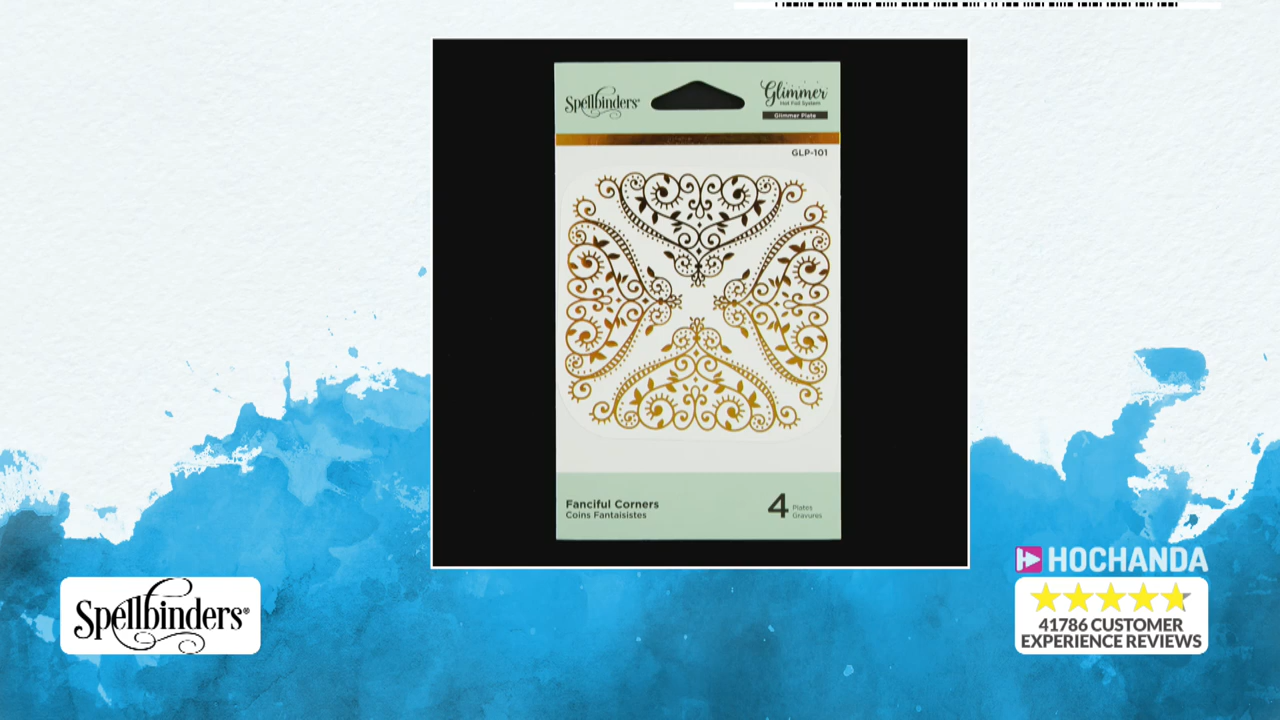 Spellbinders®
Glimmer
Hot Foil System
Glimmer Plate
GLP-101
Fanciful Corners
Coins Fantaisistes
4 Plates
Gravures
Spellbinders®
HOCHANDA
41786 CUSTOMER
EXPERIENCE REVIEWS